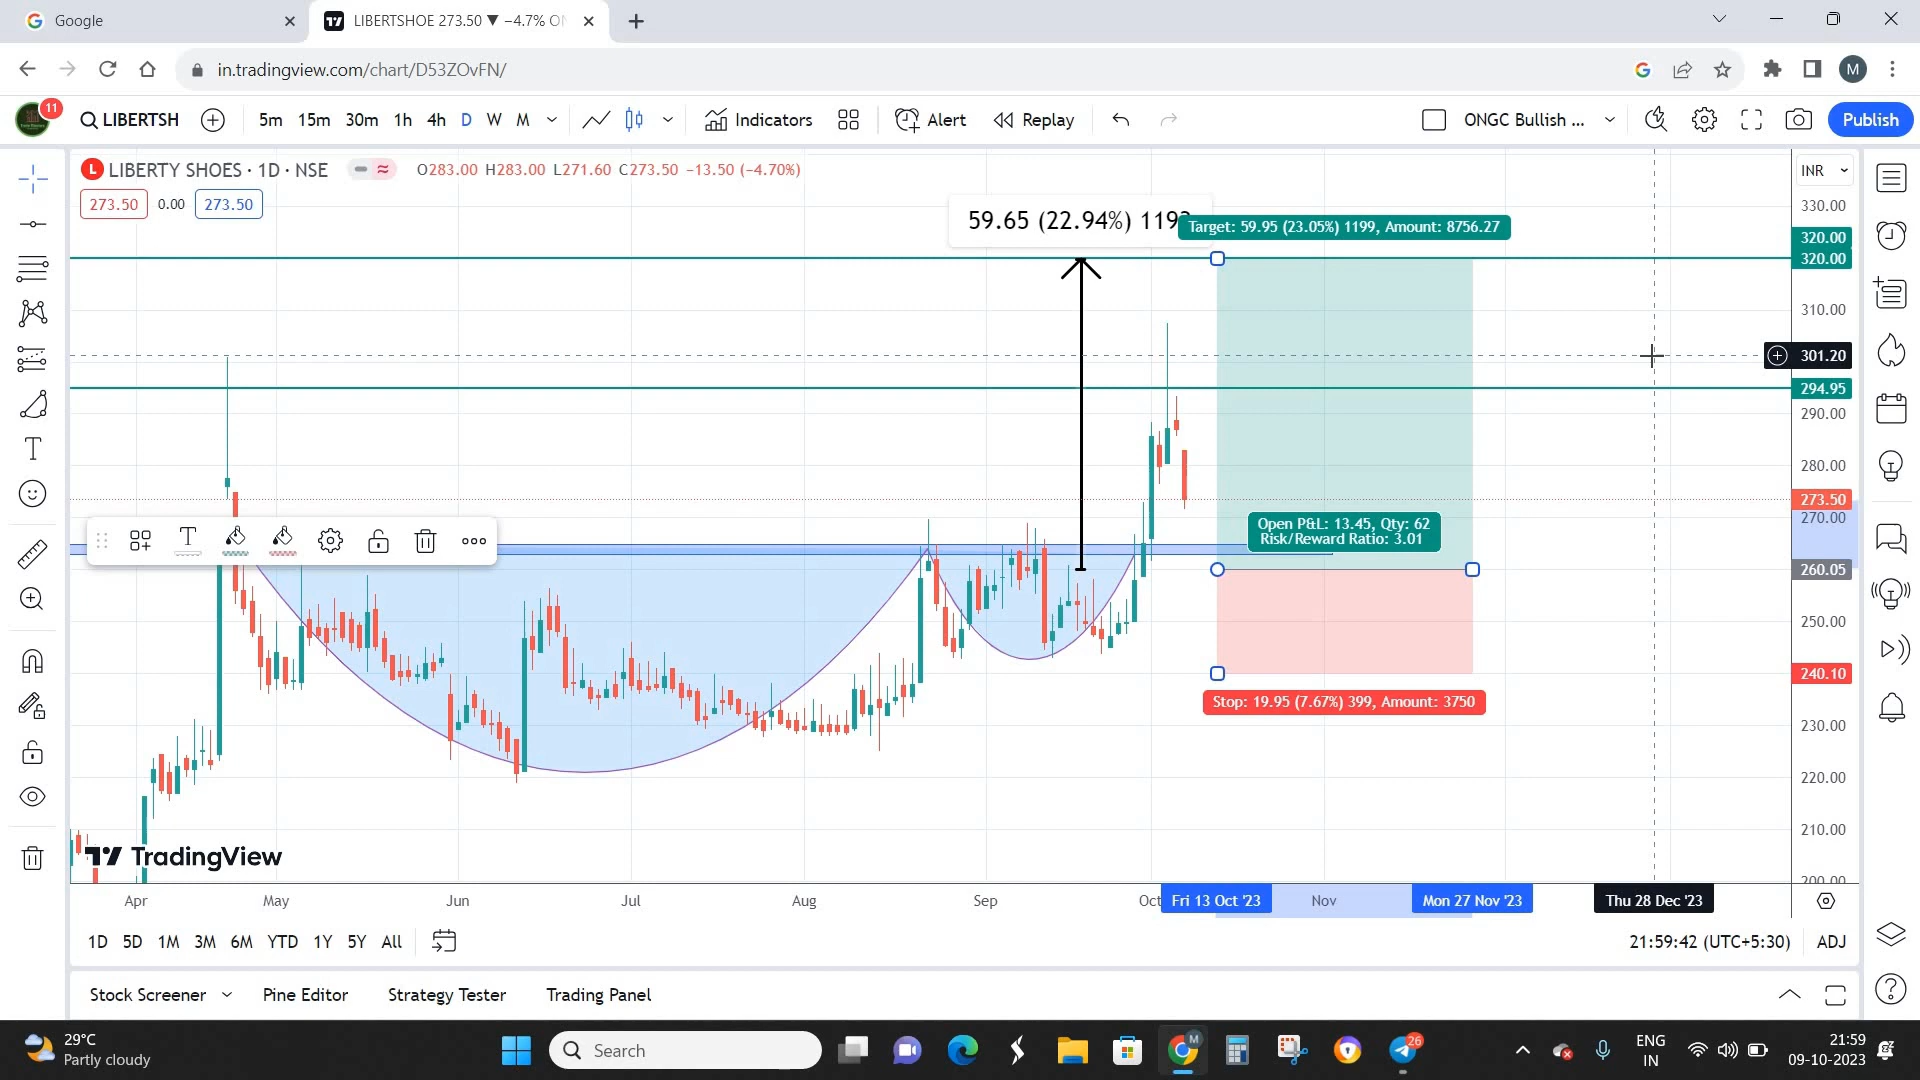 Google
LIBERTSHOE 273.50 ▼ −4.7%
in.tradingview.com/chart/D53ZOvFN/
M
11
LIBERTSH
5m 15m 30m 1h 4h D W M
Indicators
Alert
Replay
ONGC Bullish ...
Publish
L LIBERTY SHOES · 1D · NSE
O283.00 H283.00 L271.60 C273.50 −13.50 (−4.70%)
INR
273.50 0.00 273.50
59.65 (22.94%)
Target: 59.95 (23.05%) 1199, Amount: 8756.27
330.00
320.00
320.00
310.00
301.20
294.95
290.00
280.00
273.50
270.00
260.05
250.00
240.10
230.00
220.00
210.00
200.00
Open P&L: 13.45, Qty: 62
Risk/Reward Ratio: 3.01
Stop: 19.95 (7.67%) 399, Amount: 3750
TradingView
Apr May Jun Jul Aug Sep Oct Fri 13 Oct '23 Nov Mon 27 Nov '23 Thu 28 Dec '23
1D 5D 1M 3M 6M YTD 1Y 5Y All
21:59:42 (UTC+5:30) ADJ
Stock Screener Pine Editor Strategy Tester Trading Panel
29°C
Partly cloudy
Search
M
26
ENG
IN
21:59
09-10-2023